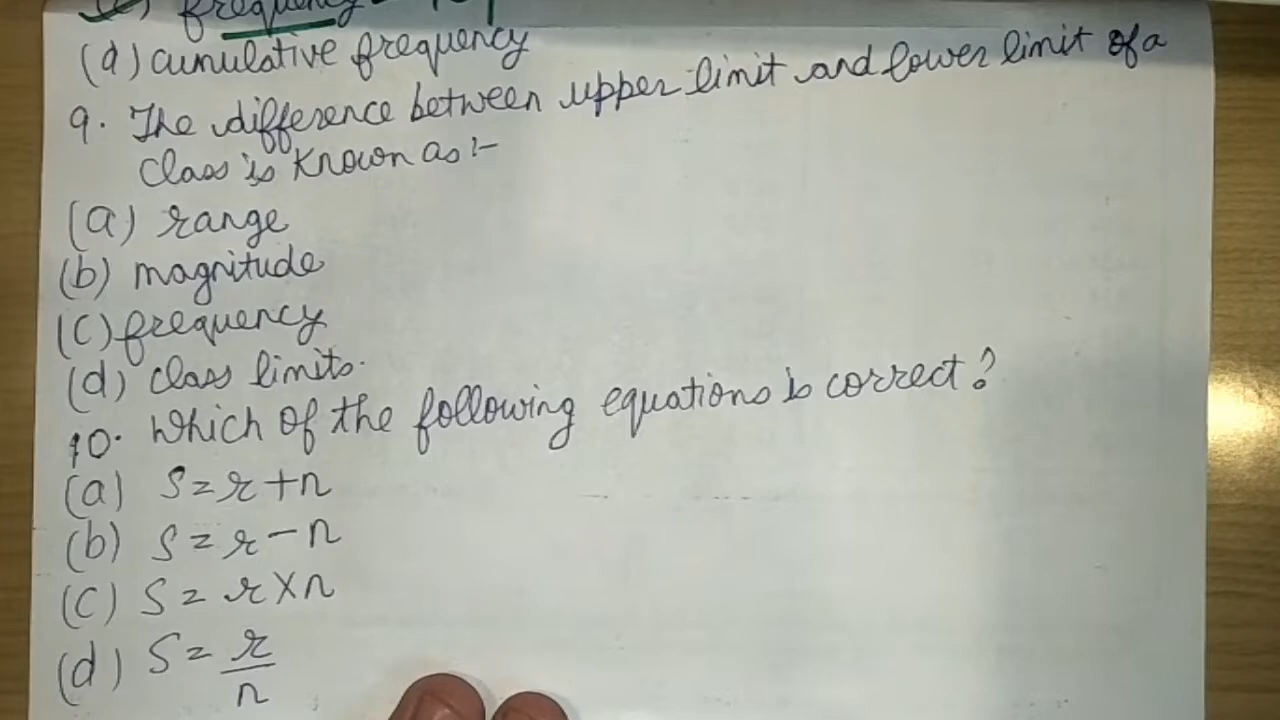 frequency
(d) cumulative frequency
9. The difference between upper limit and lower limit of a
class is known as :-
(a) range
(b) magnitude
(c) frequency
(d) class limits.
10. Which of the following equations is correct?
(a) S = r + n
(b) S = r - n
(c) S = r × n
(d) S = r/n